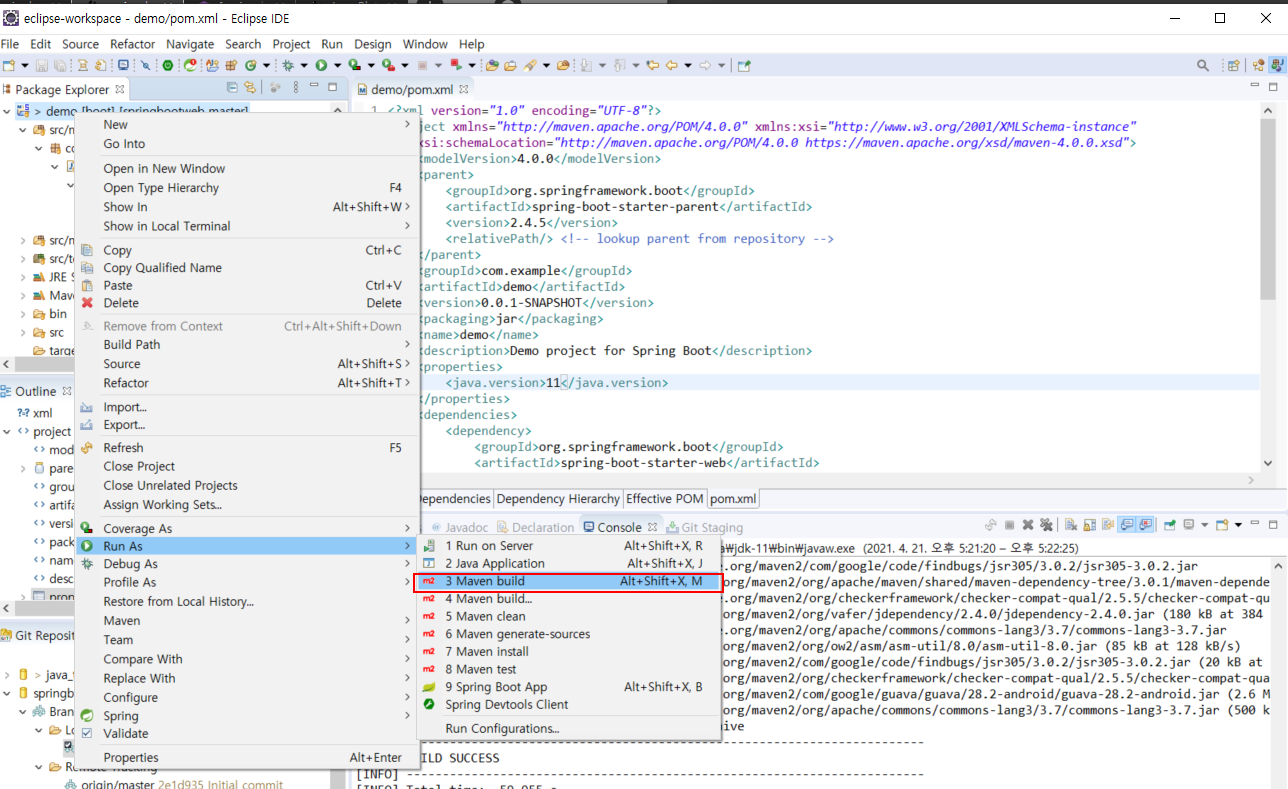 eclipse-workspace - demo/pom.xml - Eclipse IDE
File Edit Source Refactor Navigate Search Project Run Design Window Help
Package Explorer
demo [boot] [springbootweb master]
src/m
co
src/m
src/te
JRE S
Mave
bin
src
targe
Outline
xml
project
mod
pare
grou
artifa
versi
pack
nam
desc
prop
Git Reposit
java_
springb
Bran
Lo
Remote Tracking
origin/master 2e1d935 Initial commit
New
Go Into
Open in New Window
Open Type Hierarchy F4
Show In Alt+Shift+W
Show in Local Terminal
Copy Ctrl+C
Copy Qualified Name
Paste Ctrl+V
Delete Delete
Remove from Context Ctrl+Alt+Shift+Down
Build Path
Source Alt+Shift+S
Refactor Alt+Shift+T
Import...
Export...
Refresh F5
Close Project
Close Unrelated Projects
Assign Working Sets...
Coverage As
Run As
Debug As
Profile As
Restore from Local History...
Maven
Team
Compare With
Replace With
Configure
Spring
Validate
Properties Alt+Enter
1 Run on Server Alt+Shift+X, R
2 Java Application Alt+Shift+X, J
3 Maven build Alt+Shift+X, M
4 Maven build...
5 Maven clean
6 Maven generate-sources
7 Maven install
8 Maven test
9 Spring Boot App Alt+Shift+X, B
Spring Devtools Client
Run Configurations...
demo/pom.xml
1 <?xml version="1.0" encoding="UTF-8"?>
ject xmlns="http://maven.apache.org/POM/4.0.0" xmlns:xsi="http://www.w3.org/2001/XMLSchema-instance"
xsi:schemaLocation="http://maven.apache.org/POM/4.0.0 https://maven.apache.org/xsd/maven-4.0.0.xsd">
<modelVersion>4.0.0</modelVersion>
<parent>
<groupId>org.springframework.boot</groupId>
<artifactId>spring-boot-starter-parent</artifactId>
<version>2.4.5</version>
<relativePath/> <!-- lookup parent from repository -->
</parent>
<groupId>com.example</groupId>
<artifactId>demo</artifactId>
<version>0.0.1-SNAPSHOT</version>
<packaging>jar</packaging>
<name>demo</name>
<description>Demo project for Spring Boot</description>
<properties>
<java.version>11</java.version>
</properties>
<dependencies>
<dependency>
<groupId>org.springframework.boot</groupId>
<artifactId>spring-boot-starter-web</artifactId>
Dependencies Dependency Hierarchy Effective POM pom.xml
Javadoc Declaration Console Git Staging
a₩jdk-11₩bin₩javaw.exe (2021. 4. 21. 오후 5:21:20 – 오후 5:22:25)
.org/maven2/com/google/code/findbugs/jsr305/3.0.2/jsr305-3.0.2.jar
.org/maven2/org/apache/maven/shared/maven-dependency-tree/3.0.1/maven-depende
.org/maven2/org/checkerframework/checker-compat-qual/2.5.5/checker-compat-qu
.org/maven2/org/vafer/jdependency/2.4.0/jdependency-2.4.0.jar (180 kB at 384
.org/maven2/org/apache/commons/commons-lang3/3.7/commons-lang3-3.7.jar
.org/maven2/org/ow2/asm/asm-util/8.0/asm-util-8.0.jar (85 kB at 128 kB/s)
.org/maven2/com/google/code/findbugs/jsr305/3.0.2/jsr305-3.0.2.jar (20 kB at
.org/maven2/org/checkerframework/checker-compat-qual/2.5.5/checker-compat-qua
.org/maven2/com/google/guava/guava/28.2-android/guava-28.2-android.jar (2.6 M
.org/maven2/org/apache/commons/commons-lang3/3.7/commons-lang3-3.7.jar (500 k
ive
ILD SUCCESS
[INFO] ------------------------------------------------------------------------
[INFO] Total time: 59.055 s